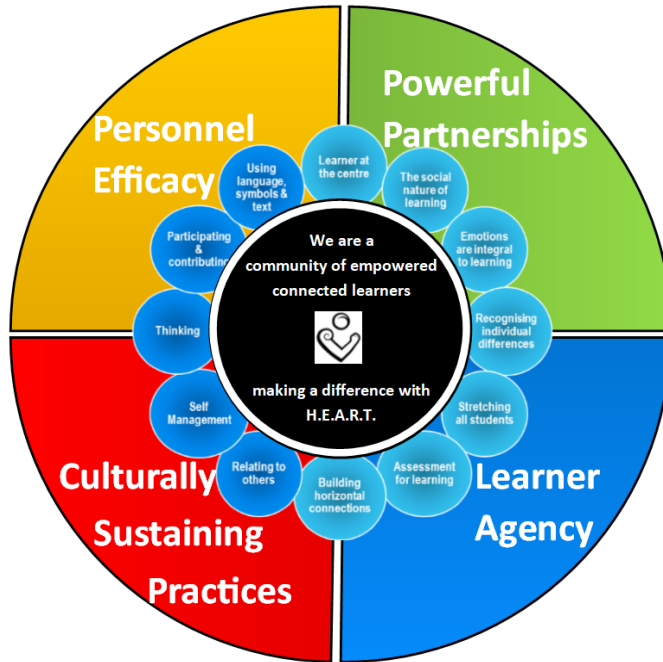 Personnel
Efficacy
Powerful
Partnerships
Learner at
the centre
The social
nature of
learning
Emotions
are integral
to learning
Recognising
individual
differences
Stretching
all students
Assessment
for learning
Building
horizontal
connections
Relating to
others
Self
Management
Thinking
Participating
&
contributing
Using
language,
symbols &
text
We are a
community of empowered
connected learners
making a difference with
H.E.A.R.T.
Culturally
Sustaining
Practices
Learner
Agency